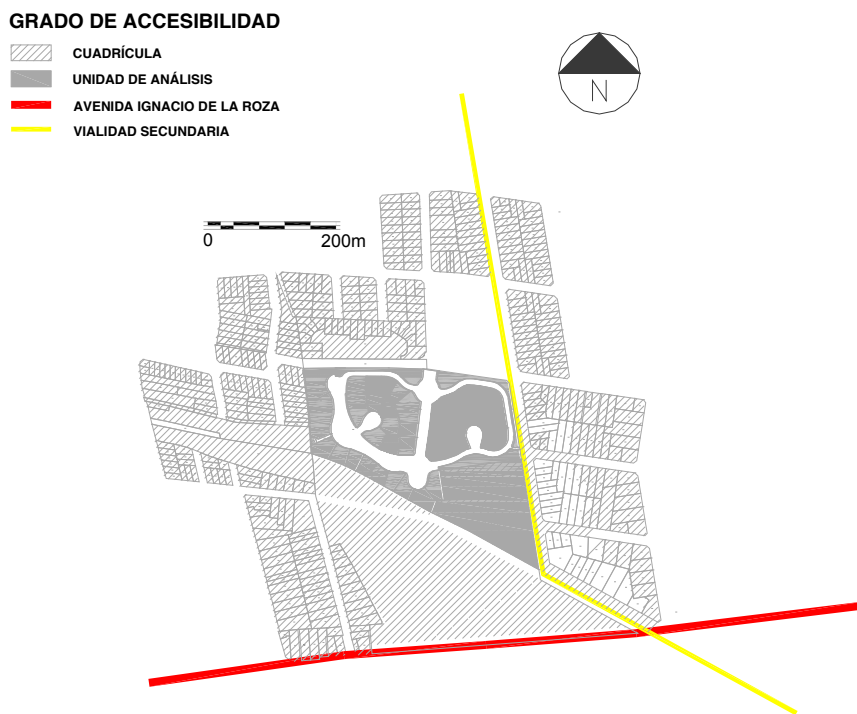 GRADO DE ACCESIBILIDAD
CUADRÍCULA
UNIDAD DE ANÁLISIS
AVENIDA IGNACIO DE LA ROZA
VIALIDAD SECUNDARIA
N
0 200m